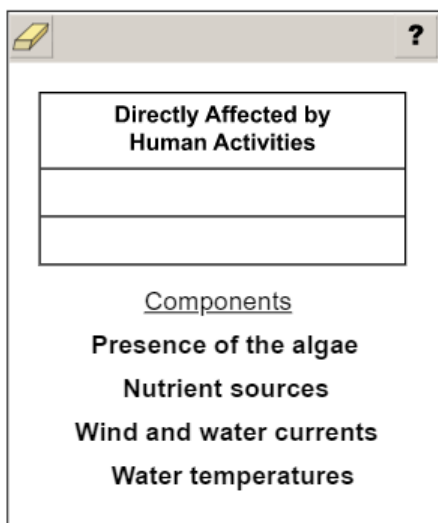 ?
Directly Affected by
Human Activities
Components
Presence of the algae
Nutrient sources
Wind and water currents
Water temperatures